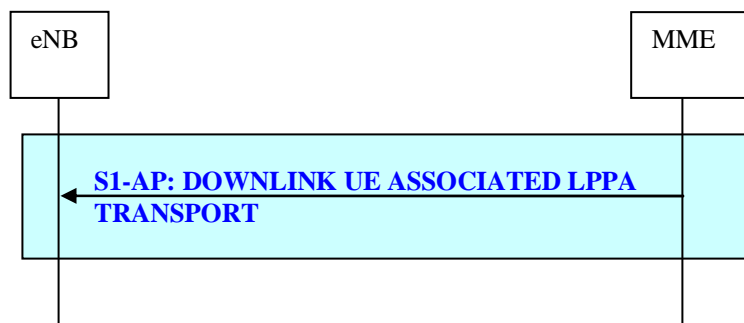 eNB
MME
S1-AP: DOWNLINK UE ASSOCIATED LPPA
TRANSPORT